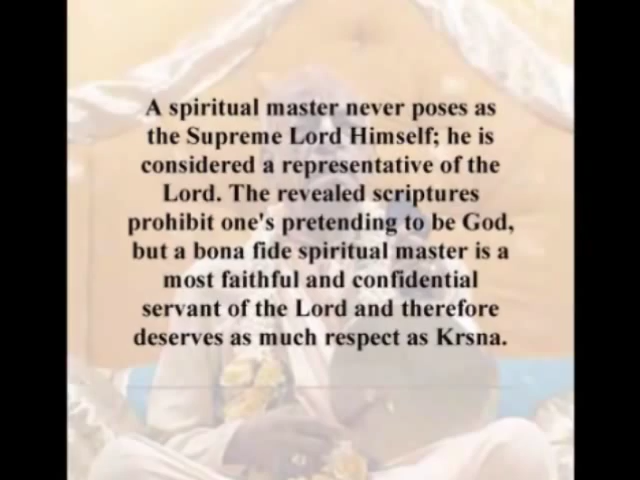 A spiritual master never poses as
the Supreme Lord Himself; he is
considered a representative of the
Lord. The revealed scriptures
prohibit one's pretending to be God,
but a bona fide spiritual master is a
most faithful and confidential
servant of the Lord and therefore
deserves as much respect as Krsna.